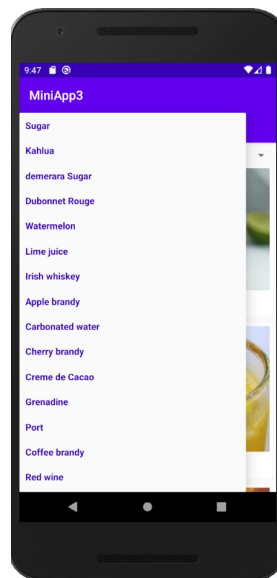 9:47
MiniApp3
Sugar
Kahlua
demerara Sugar
Dubonnet Rouge
Watermelon
Lime juice
Irish whiskey
Apple brandy
Carbonated water
Cherry brandy
Creme de Cacao
Grenadine
Port
Coffee brandy
Red wine